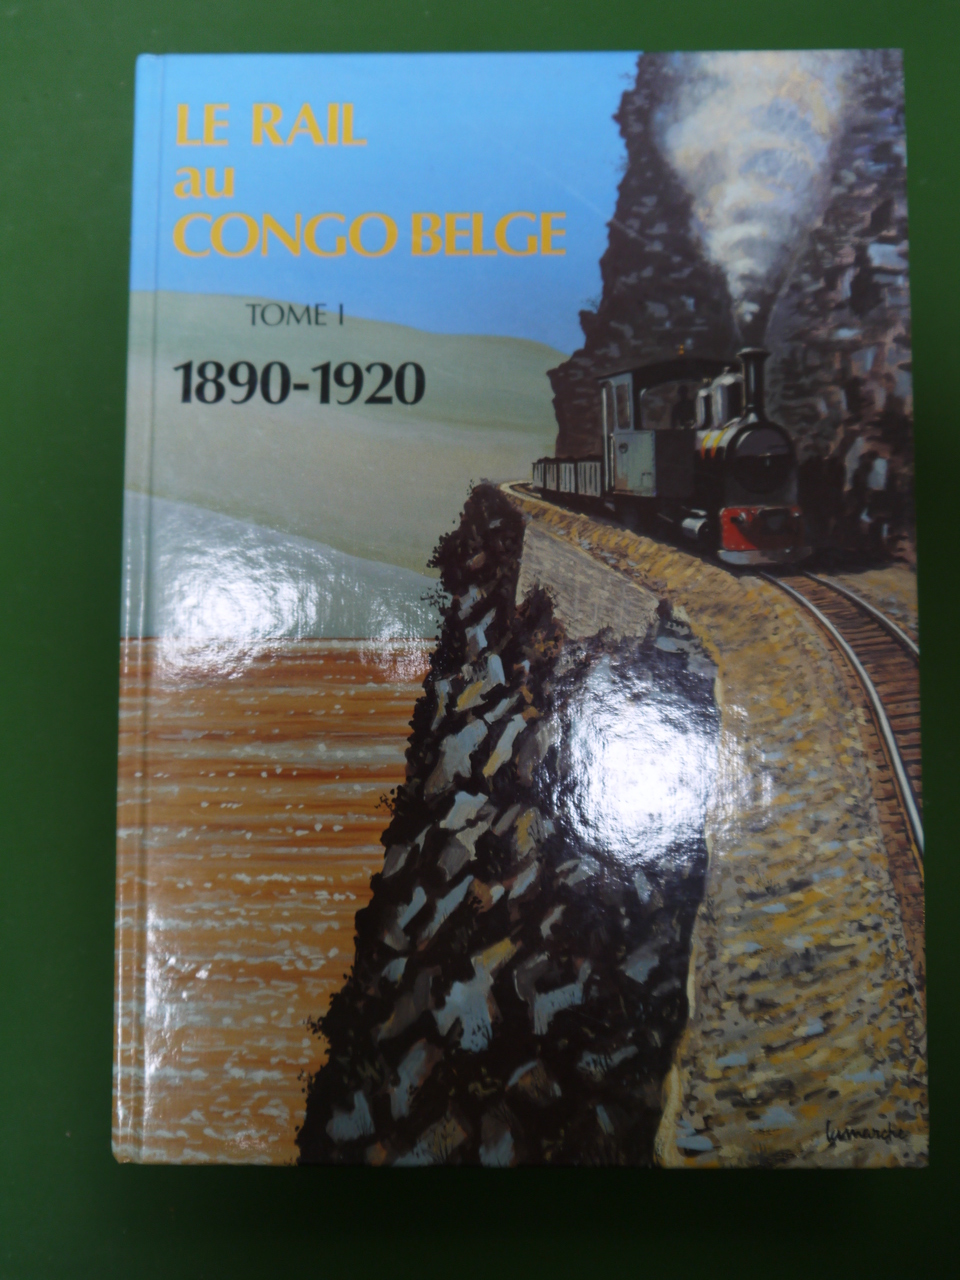 LE RAIL
au
CONGO BELGE
TOME I
1890-1920